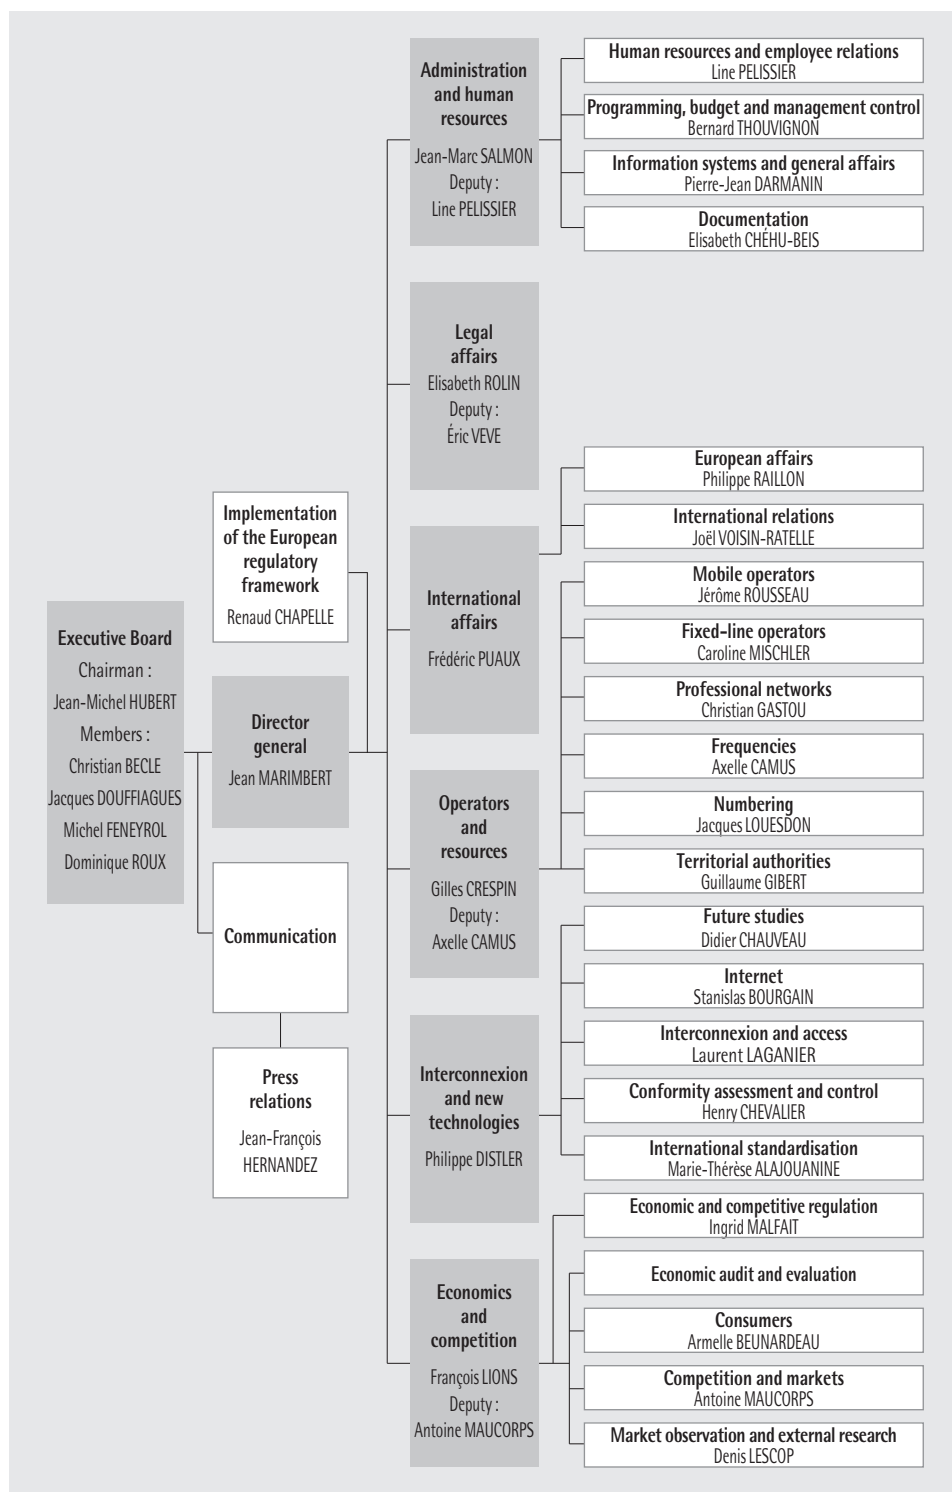 Executive Board
Chairman :
Jean-Michel HUBERT
Members :
Christian BECLE
Jacques DOUFFIAGUES
Michel FENEYROL
Dominique ROUX
Implementation
of the European
regulatory
framework
Renaud CHAPELLE
Director
general
Jean MARIMBERT
Communication
Press
relations
Jean-François
HERNANDEZ
Administration
and human
resources
Jean-Marc SALMON
Deputy :
Line PELISSIER
Human resources and employee relations
Line PELISSIER
Programming, budget and management control
Bernard THOUVIGNON
Information systems and general affairs
Pierre-Jean DARMANIN
Documentation
Elisabeth CHÉHU-BEIS
Legal
affairs
Elisabeth ROLIN
Deputy :
Éric VEVE
International
affairs
Frédéric PUAUX
European affairs
Philippe RAILLON
International relations
Joël VOISIN-RATELLE
Operators
and
resources
Gilles CRESPIN
Deputy :
Axelle CAMUS
Mobile operators
Jérôme ROUSSEAU
Fixed-line operators
Caroline MISCHLER
Professional networks
Christian GASTOU
Frequencies
Axelle CAMUS
Numbering
Jacques LOUESDON
Territorial authorities
Guillaume GIBERT
Interconnexion
and new
technologies
Philippe DISTLER
Future studies
Didier CHAUVEAU
Internet
Stanislas BOURGAIN
Interconnexion and access
Laurent LAGANIER
Conformity assessment and control
Henry CHEVALIER
International standardisation
Marie-Thérèse ALAJOUANINE
Economics
and
competition
François LIONS
Deputy :
Antoine MAUCORPS
Economic and competitive regulation
Ingrid MALFAIT
Economic audit and evaluation
Consumers
Armelle BEUNARDEAU
Competition and markets
Antoine MAUCORPS
Market observation and external research
Denis LESCOP